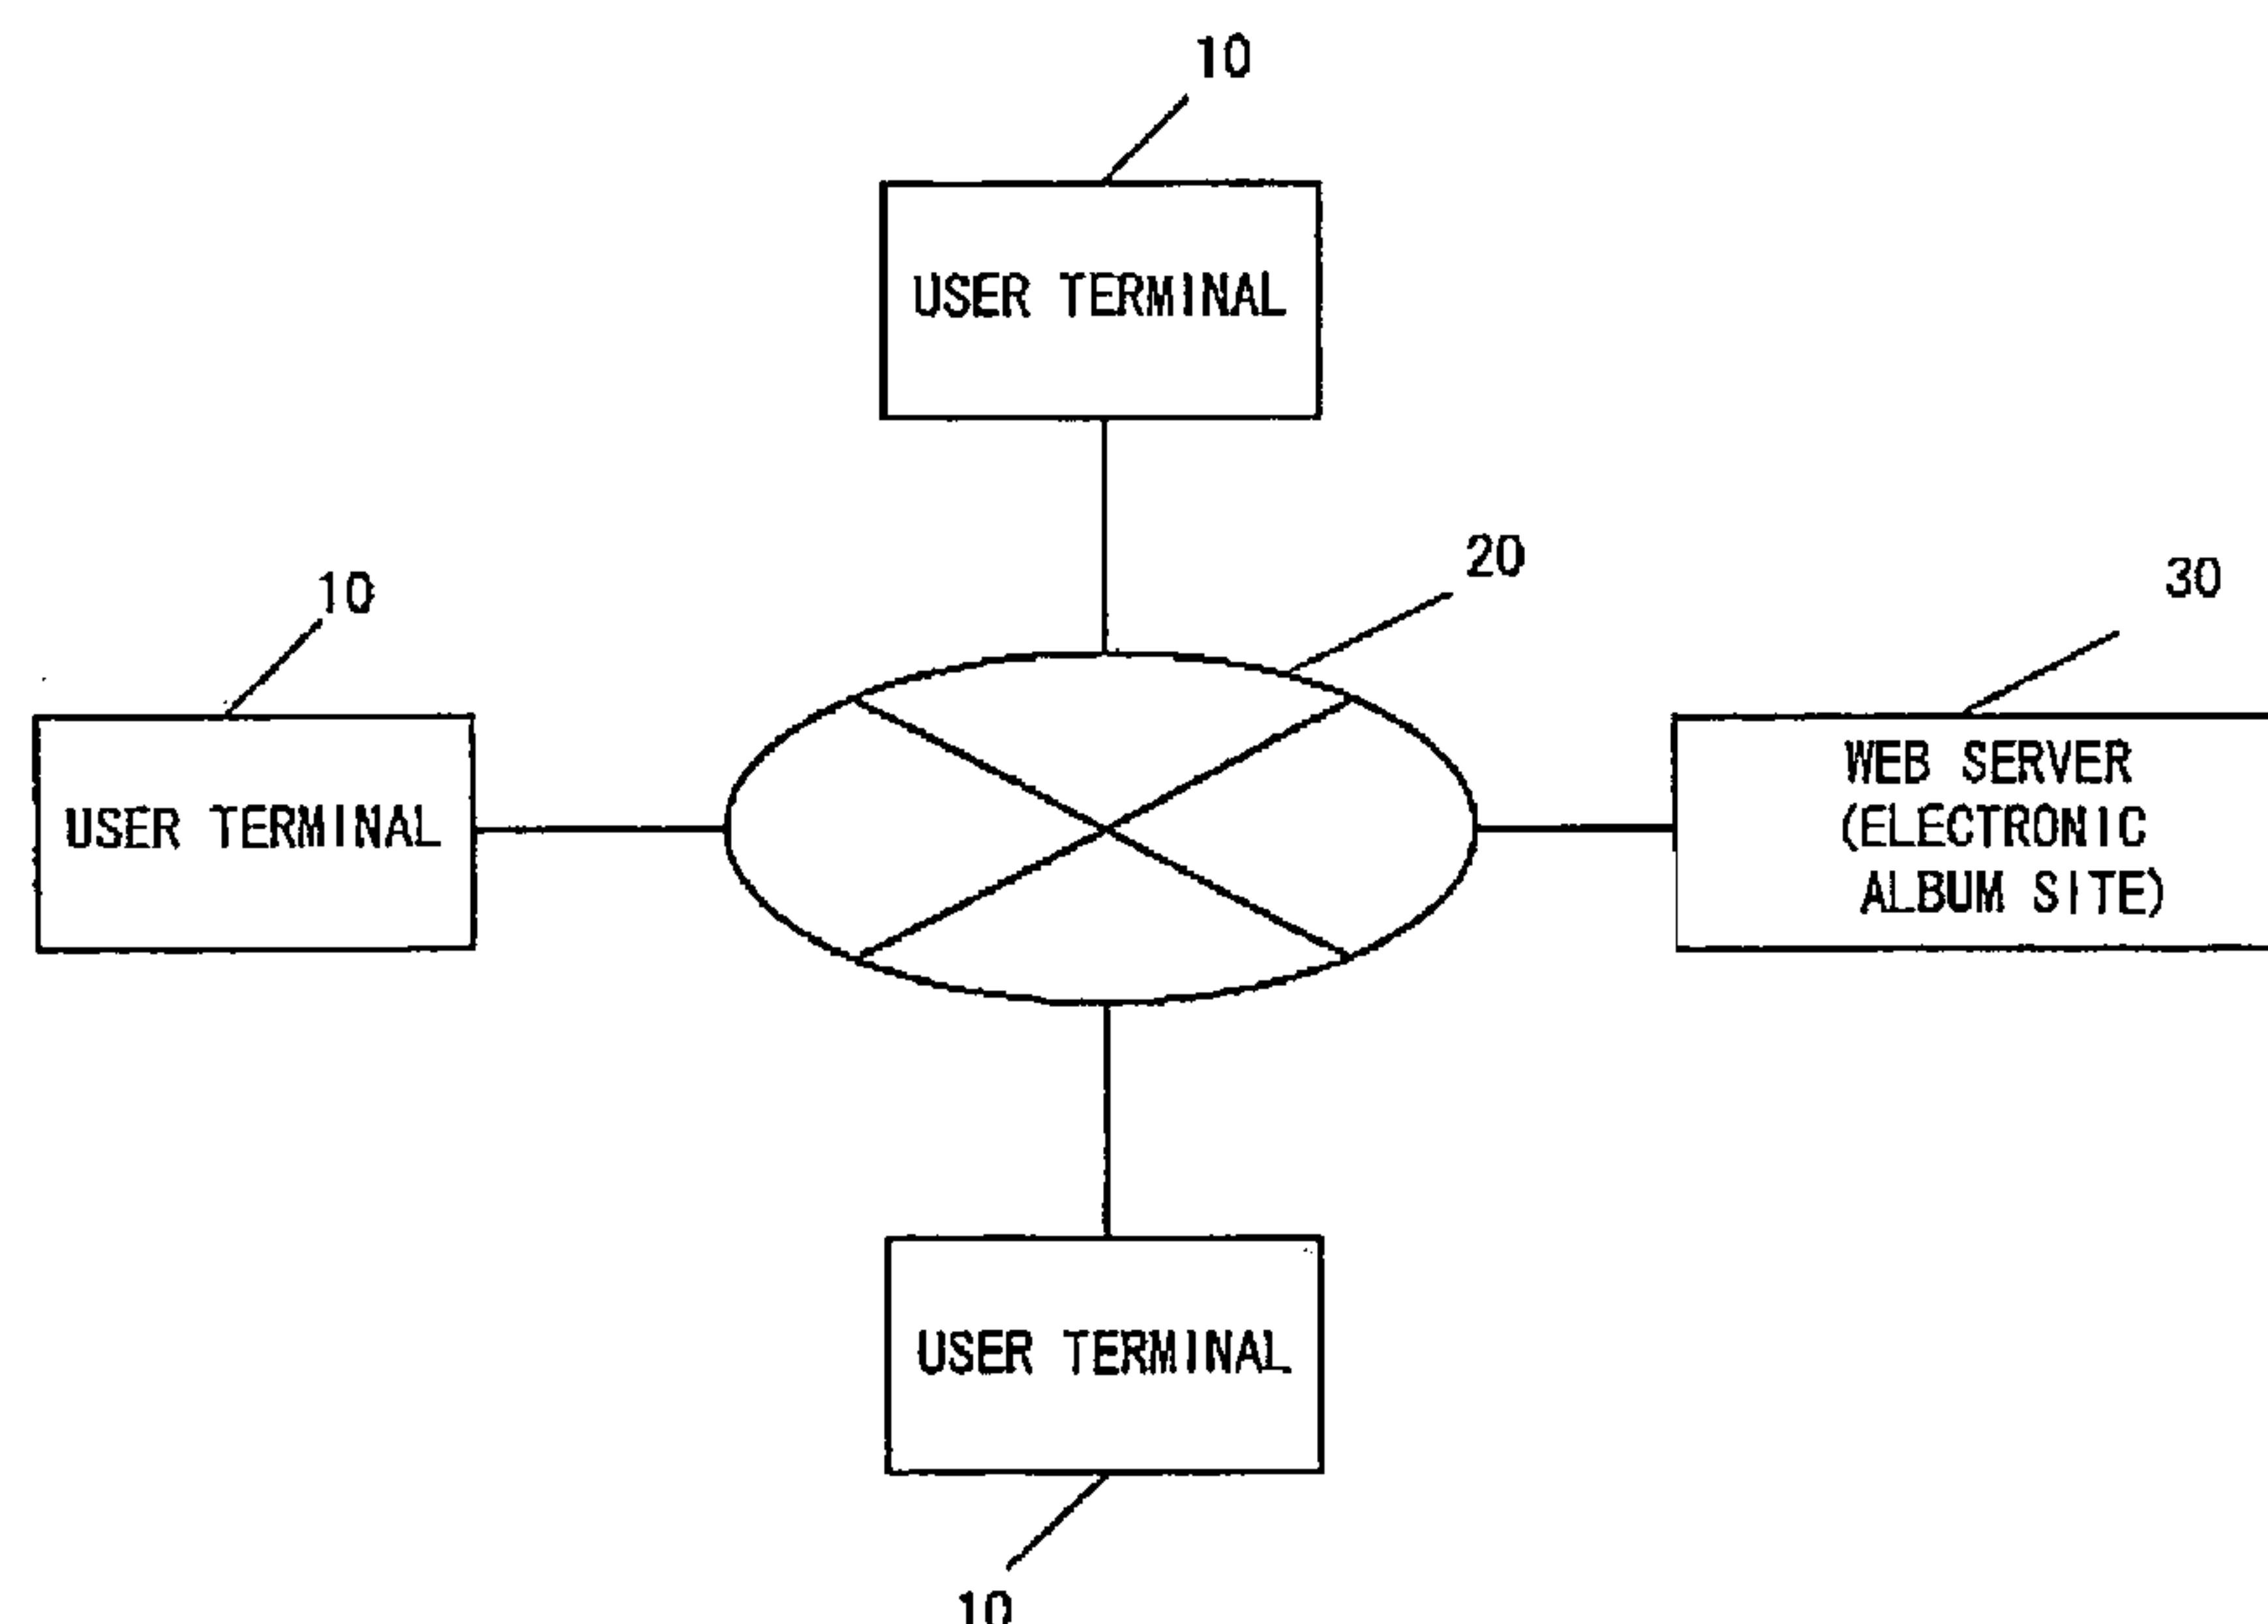 10
USER TERMINAL
20
30
10
WEB SERVER
(ELECTRONIC
ALBUM SITE)
USER TERMINAL
USER TERMINAL
10